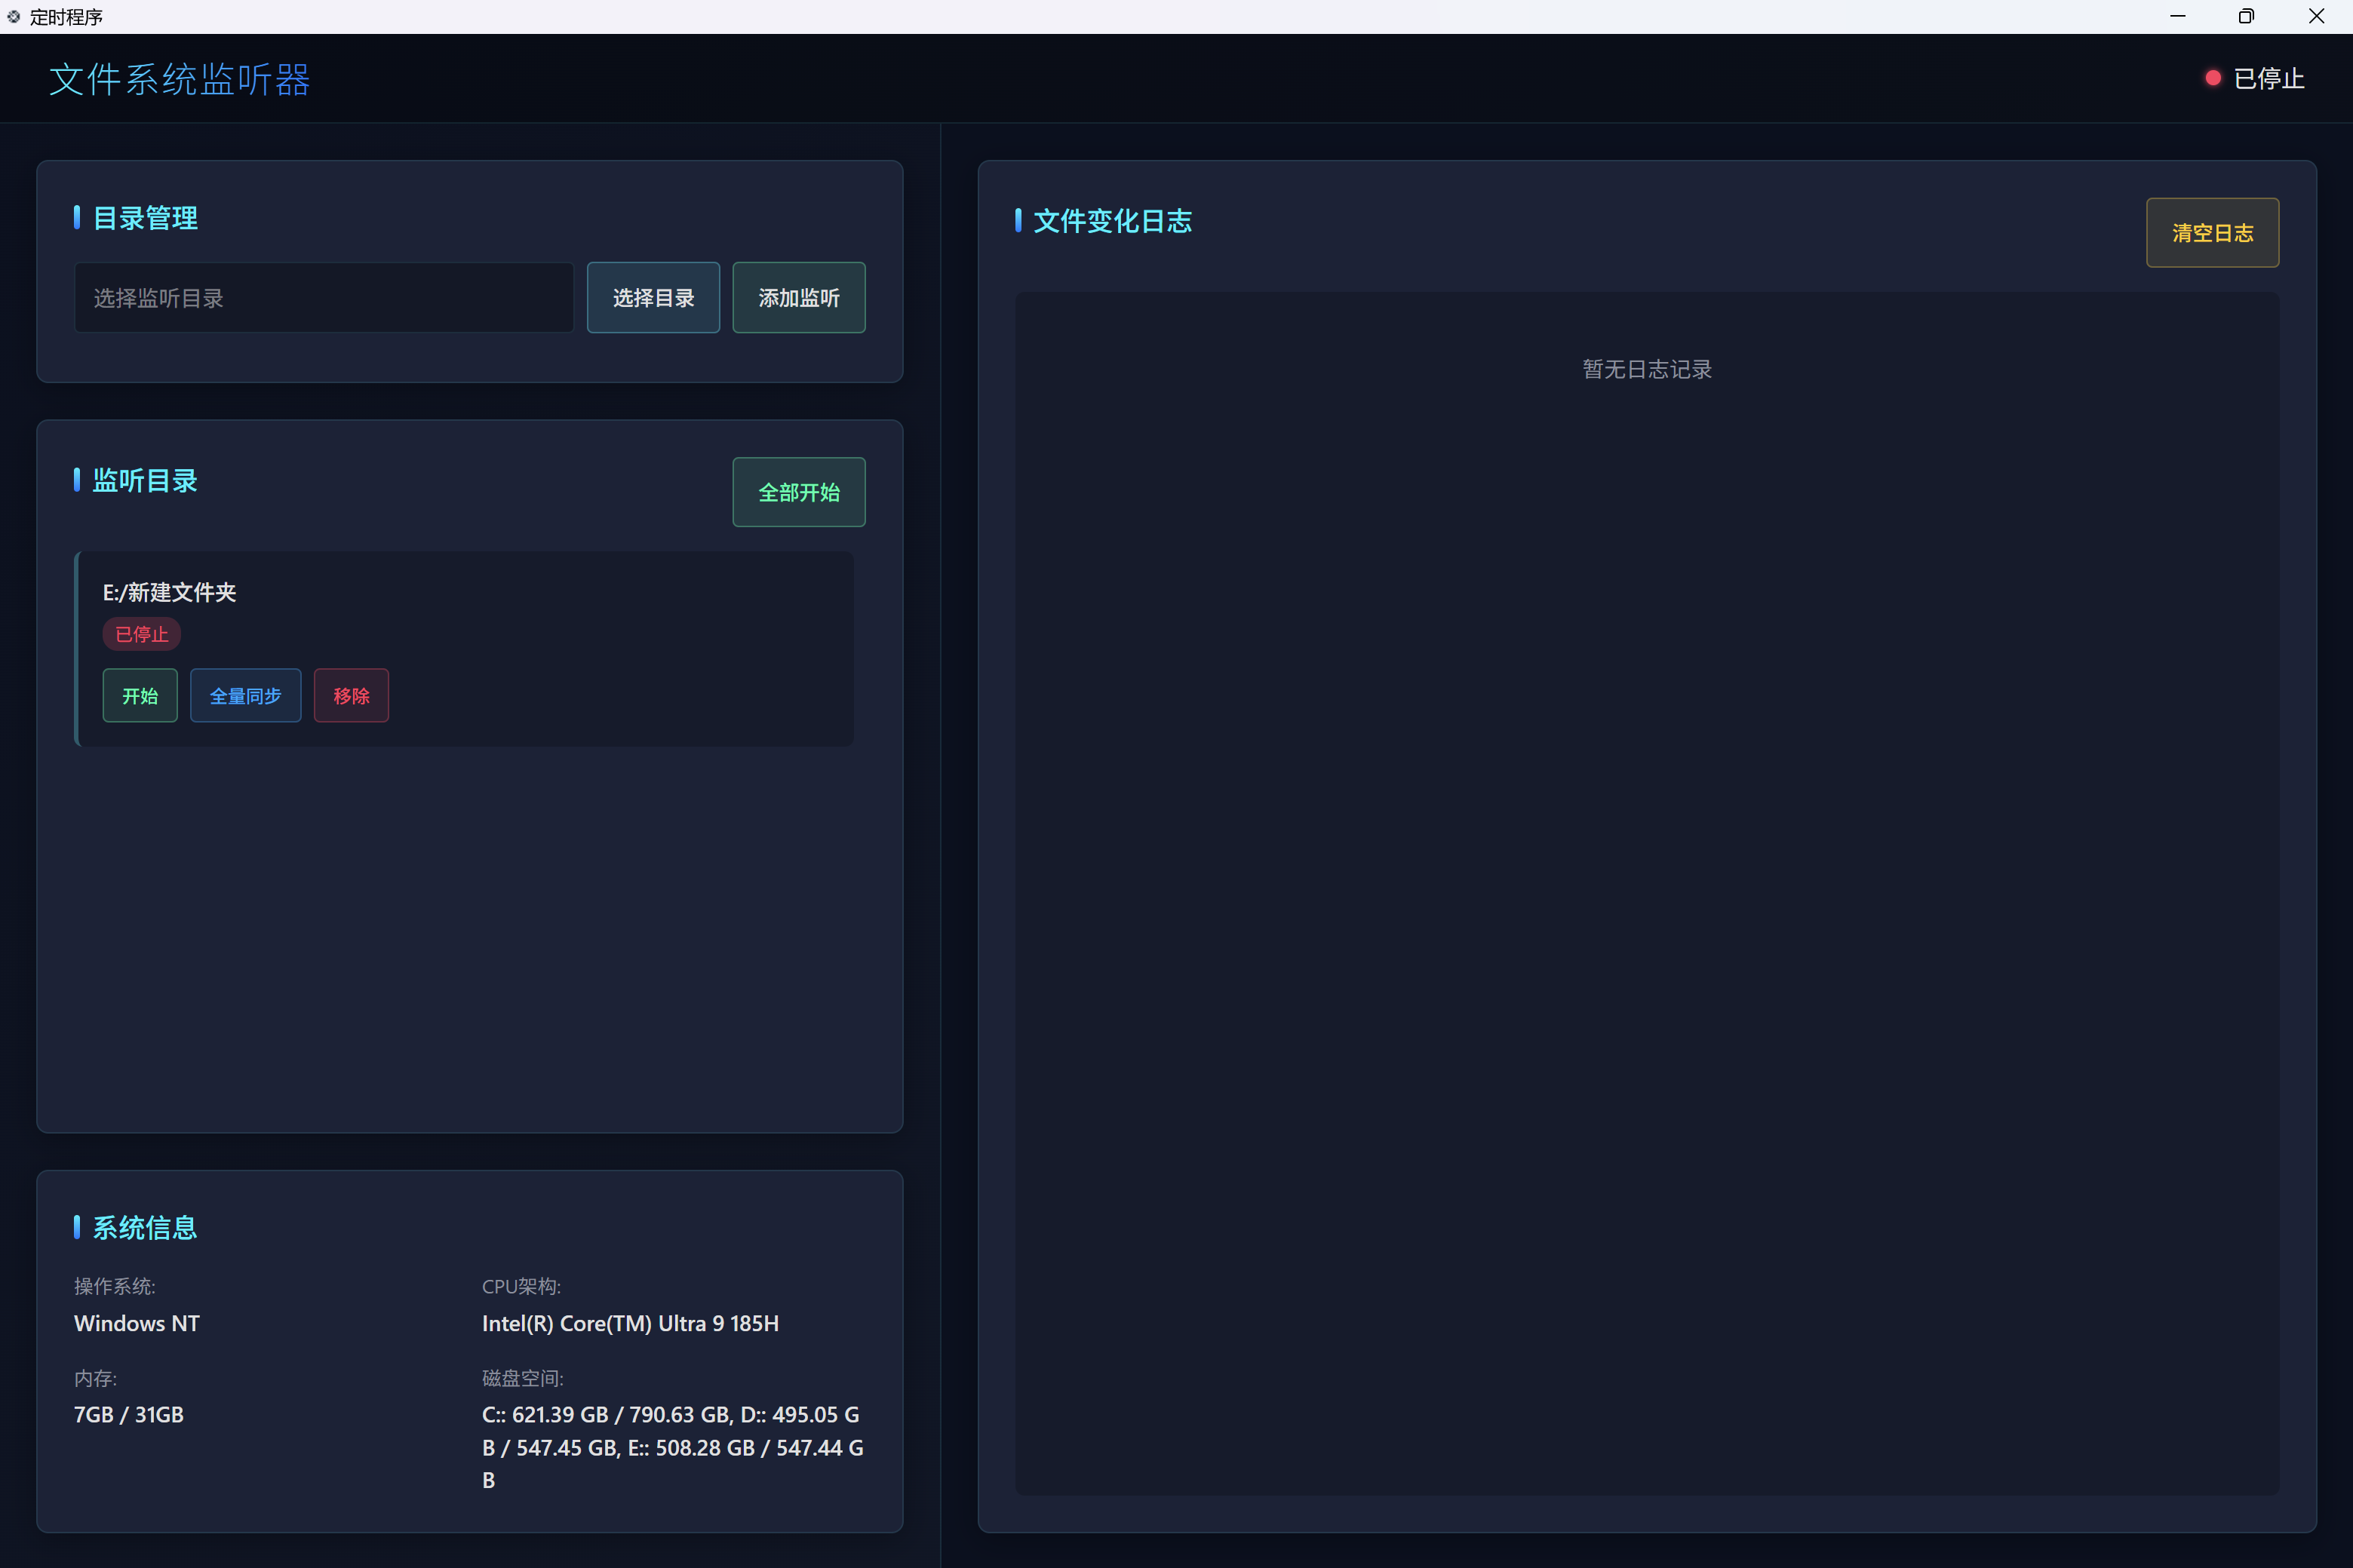 定时程序
文件系统监听器
已停止
目录管理
选择监听目录
选择目录
添加监听
监听目录
全部开始
E:/新建文件夹
已停止
开始
全量同步
移除
系统信息
操作系统:
Windows NT
CPU架构:
Intel(R) Core(TM) Ultra 9 185H
内存:
7GB / 31GB
磁盘空间:
C:: 621.39 GB / 790.63 GB, D:: 495.05 G
B / 547.45 GB, E:: 508.28 GB / 547.44 G
B
文件变化日志
清空日志
暂无日志记录